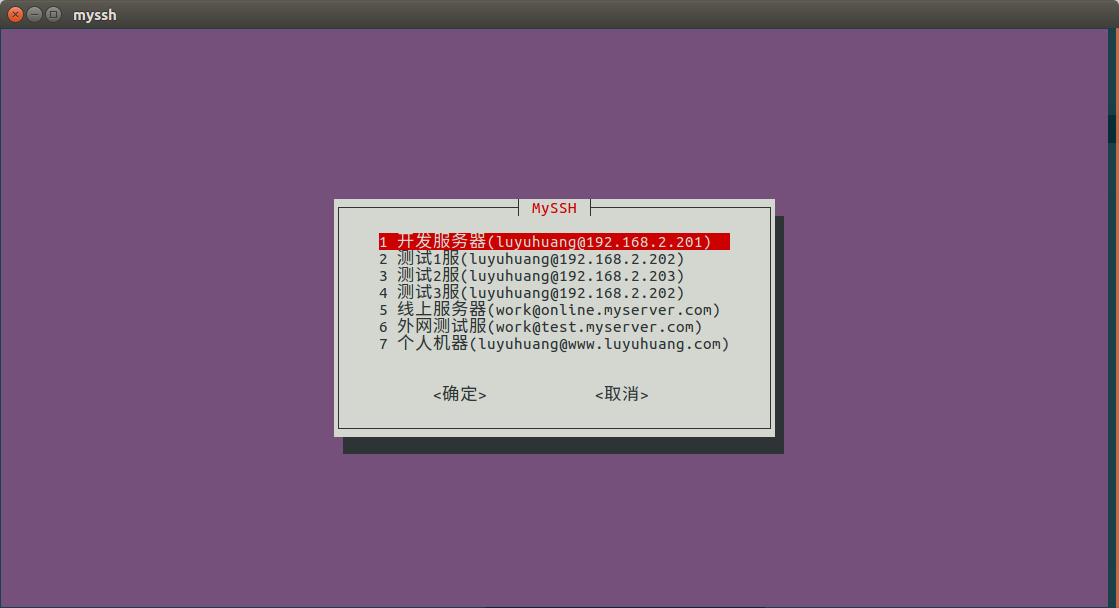 myssh
MySSH
1 开发服务器(luyuhuang@192.168.2.201)
2 测试1服(luyuhuang@192.168.2.202)
3 测试2服(luyuhuang@192.168.2.203)
4 测试3服(luyuhuang@192.168.2.202)
5 线上服务器(work@online.myserver.com)
6 外网测试服(work@test.myserver.com)
7 个人机器(luyuhuang@www.luyuhuang.com)
<确定> <取消>